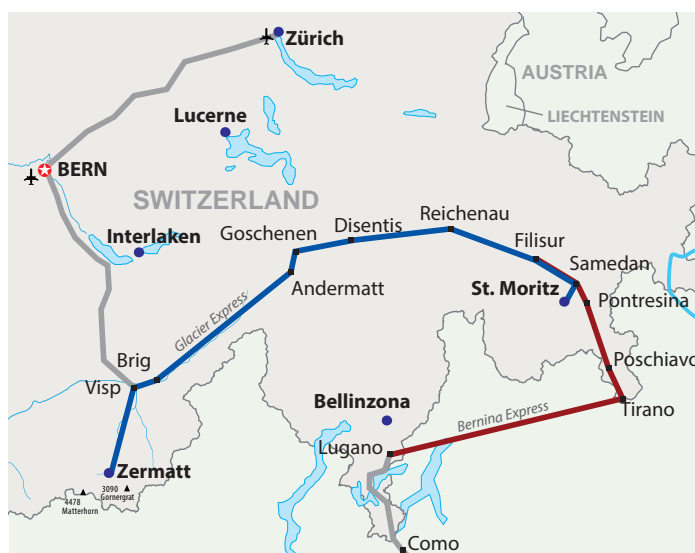 Zürich
AUSTRIA
LIECHTENSTEIN
Lucerne
BERN
SWITZERLAND
Interlaken
Goschenen
Disentis
Reichenau
Filisur
Samedan
Andermatt
St. Moritz
Pontresina
Glacier Express
Brig
Visp
Poschiavo
Bellinzona
Bernina Express
Tirano
Lugano
Zermatt
3090
Gornergrat
4478
Matterhorn
Como